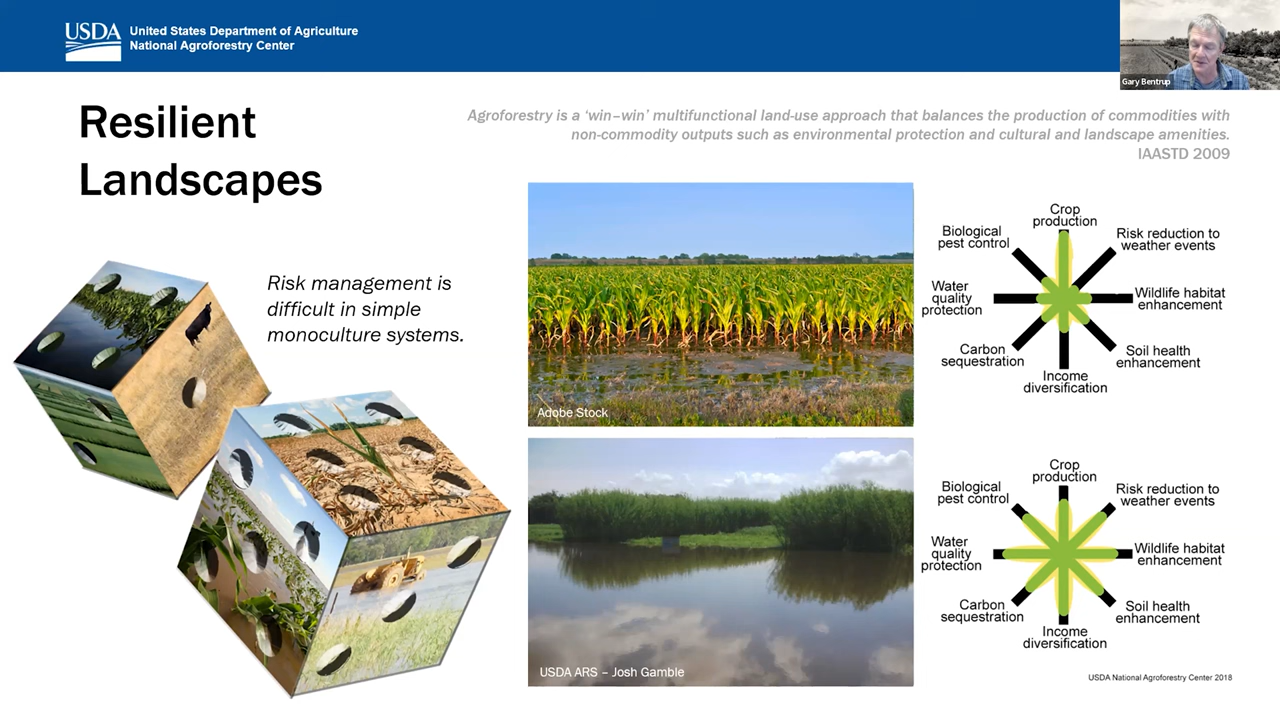 USDA
United States Department of Agriculture
National Agroforestry Center
Gary Bentrup
Resilient
Landscapes
Agroforestry is a ‘win–win’ multifunctional land-use approach that balances the production of commodities with
non-commodity outputs such as environmental protection and cultural and landscape amenities.
IAASTD 2009
Risk management is
difficult in simple
monoculture systems.
Adobe Stock
Crop
production
Biological
pest control
Risk reduction to
weather events
Water
quality
protection
Wildlife habitat
enhancement
Carbon
sequestration
Soil health
enhancement
Income
diversification
USDA ARS – Josh Gamble
Crop
production
Biological
pest control
Risk reduction to
weather events
Water
quality
protection
Wildlife habitat
enhancement
Carbon
sequestration
Soil health
enhancement
Income
diversification
USDA National Agroforestry Center 2018